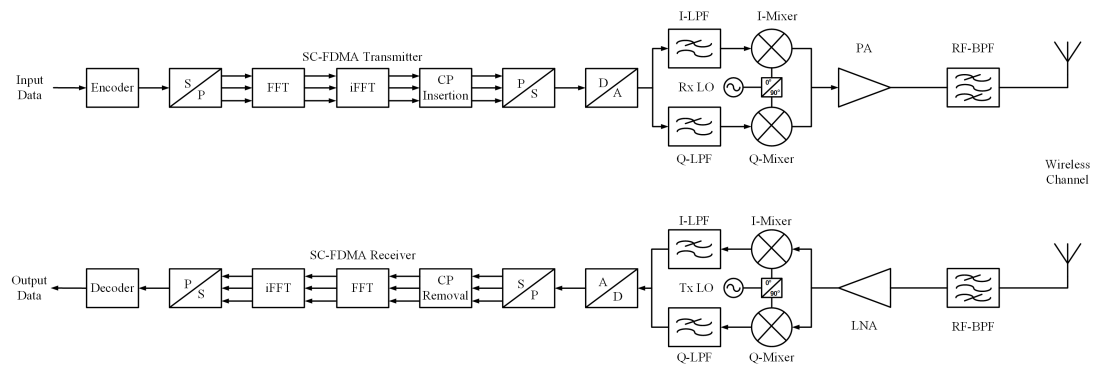 SC-FDMA Transmitter
I-LPF
I-Mixer
PA
RF-BPF
Input
Data
Encoder
S
P
FFT
iFFT
CP
Insertion
P
S
D
A
Rx LO
0°
90°
Q-LPF
Q-Mixer
Wireless
Channel
SC-FDMA Receiver
I-LPF
I-Mixer
Output
Data
Decoder
P
S
iFFT
FFT
CP
Removal
S
P
A
D
Tx LO
0°
90°
LNA
RF-BPF
Q-LPF
Q-Mixer